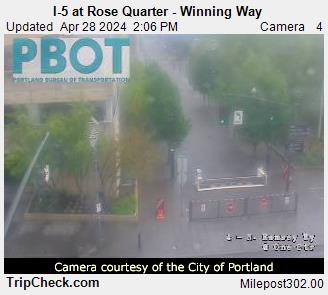 I-5 at Rose Quarter - Winning Way
Updated Apr 28 2024 2:06 PM Camera 4
PBOT
PORTLAND BUREAU OF TRANSPORTATION
Camera courtesy of the City of Portland
TripCheck.com Milepost302.00